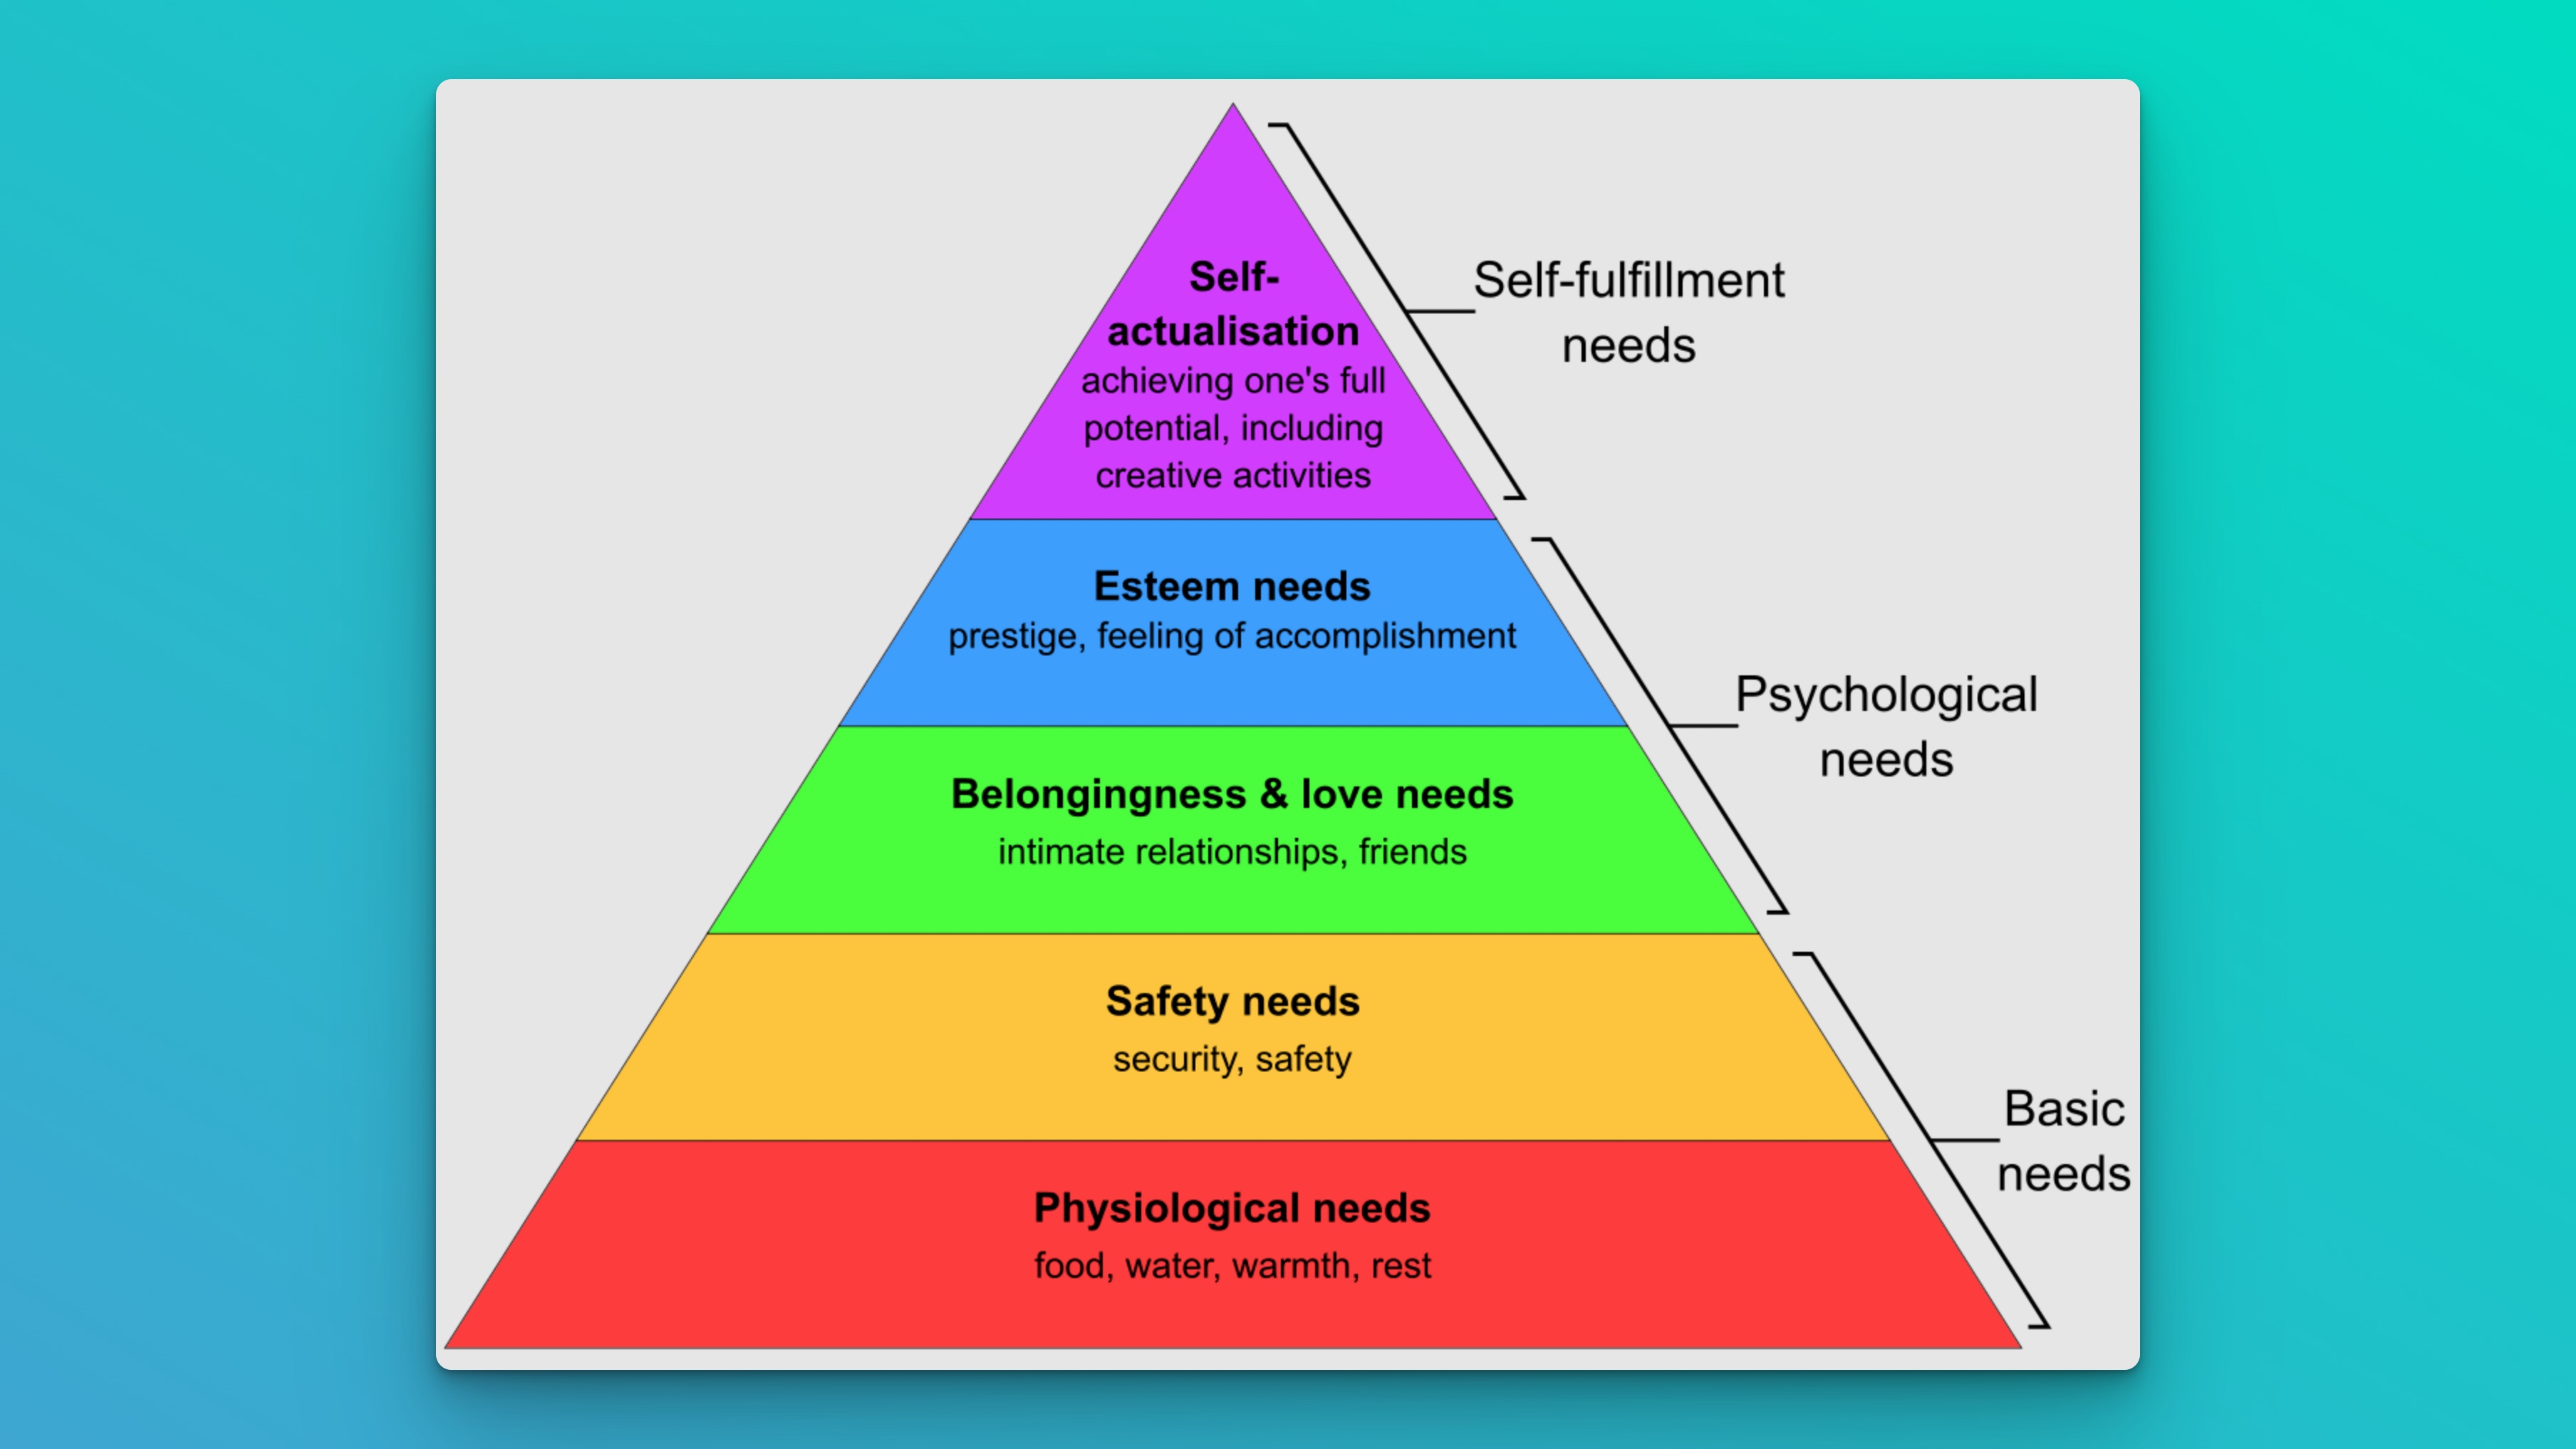 Self-
actualisation
achieving one's full
potential, including
creative activities
Self-fulfillment
needs
Esteem needs
prestige, feeling of accomplishment
Psychological
needs
Belongingness & love needs
intimate relationships, friends
Safety needs
security, safety
Basic
needs
Physiological needs
food, water, warmth, rest